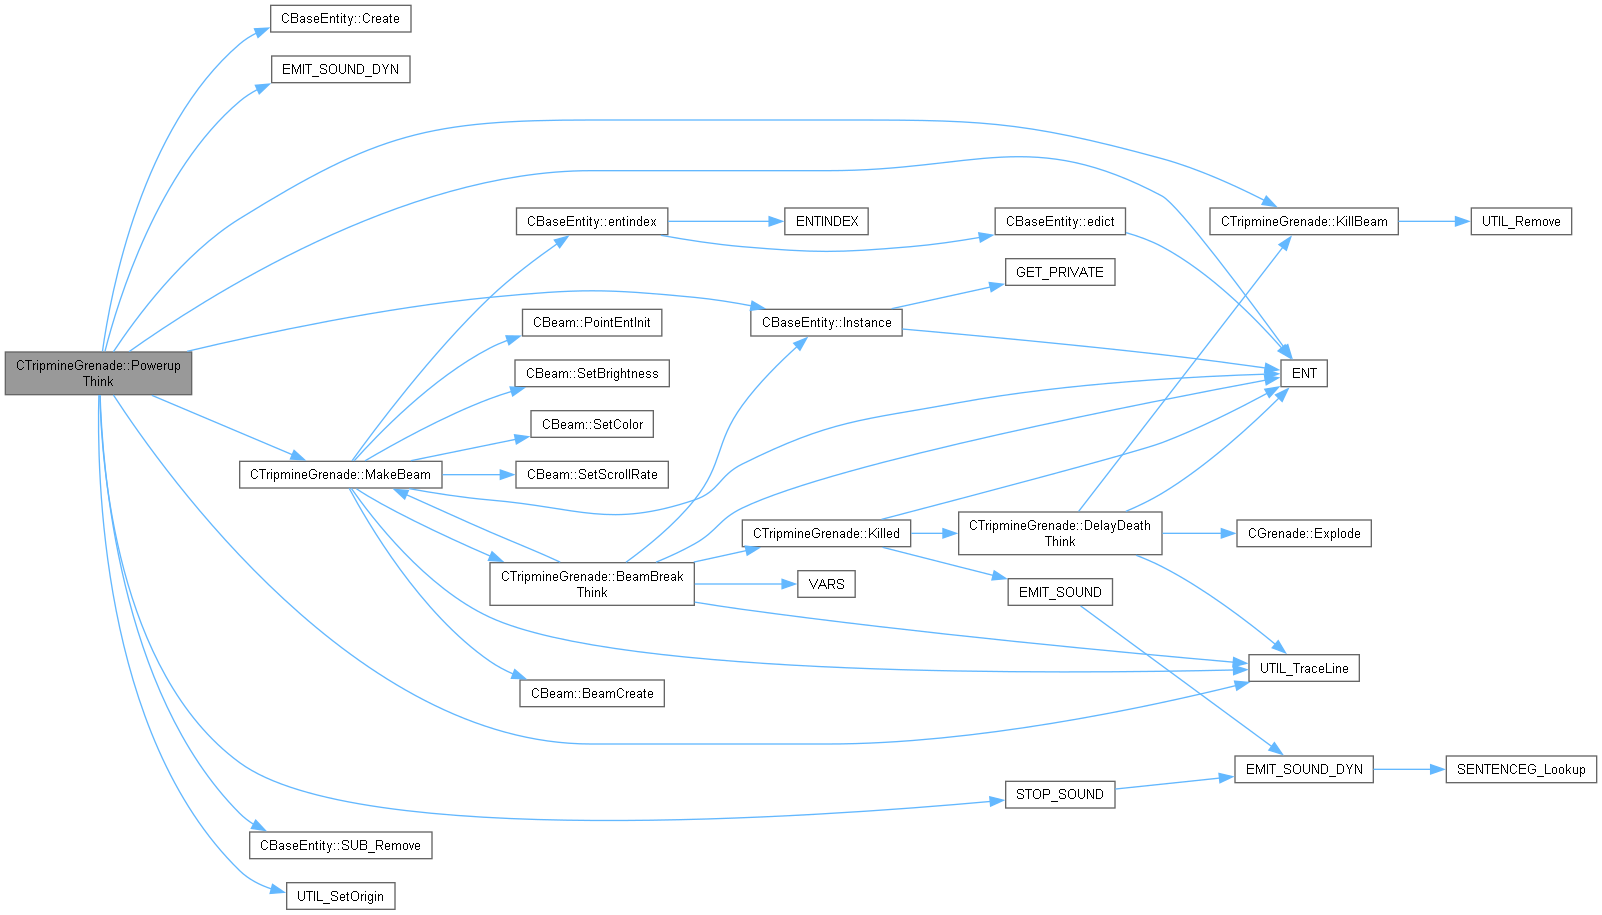 CBaseEntity::Create
EMIT_SOUND_DYN
CBaseEntity::entindex
ENTINDEX
CBaseEntity::edict
CTripmineGrenade::KillBeam
UTIL_Remove
GET_PRIVATE
CBeam::PointEntInit
CBaseEntity::Instance
CTripmineGrenade::Powerup
Think
CBeam::SetBrightness
ENT
CBeam::SetColor
CTripmineGrenade::MakeBeam
CBeam::SetScrollRate
CTripmineGrenade::Killed
CTripmineGrenade::DelayDeath
Think
CGrenade::Explode
CTripmineGrenade::BeamBreak
Think
VARS
EMIT_SOUND
UTIL_TraceLine
CBeam::BeamCreate
EMIT_SOUND_DYN
SENTENCEG_Lookup
STOP_SOUND
CBaseEntity::SUB_Remove
UTIL_SetOrigin